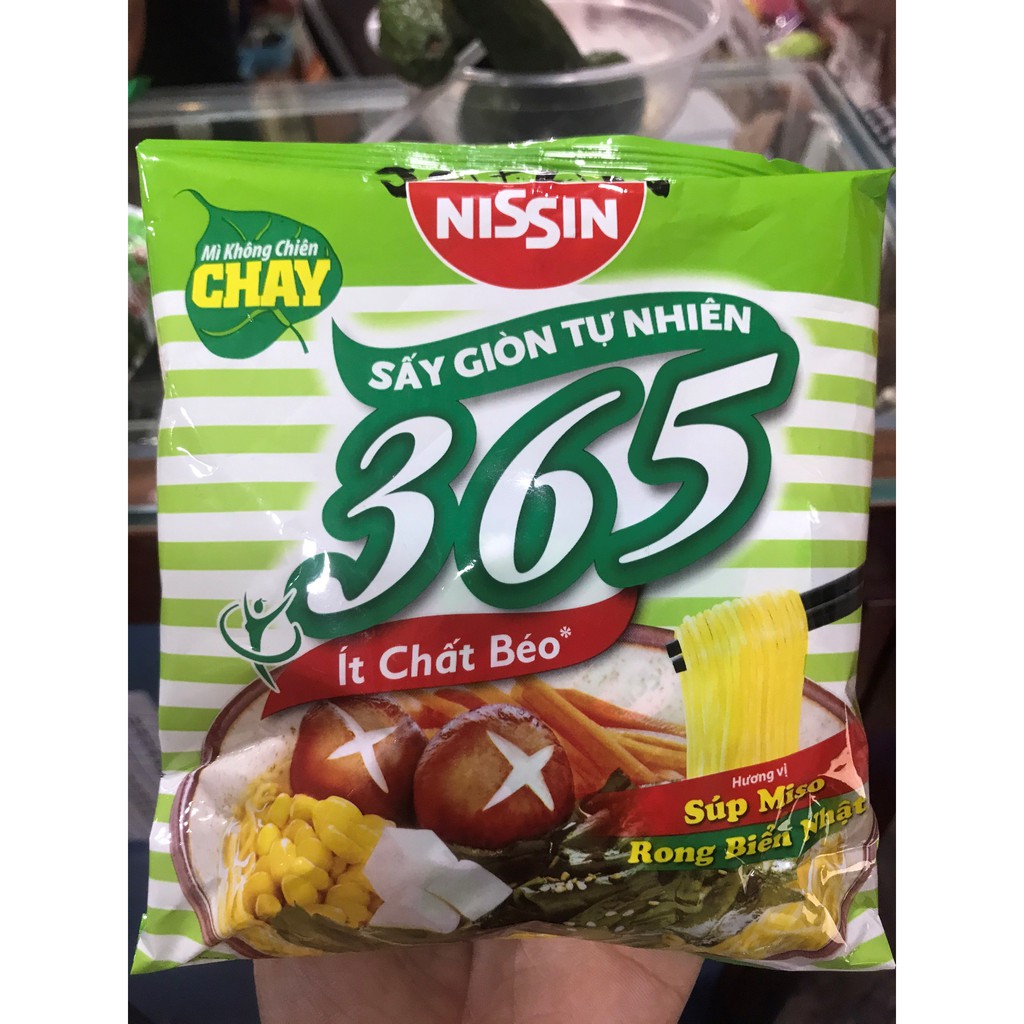 NISSIN
Mì Không Chiên
CHAY
SẤY GIÒN TỰ NHIÊN
365
Ít Chất Béo*
Hương vị
Súp Miso
Rong Biển Nhật